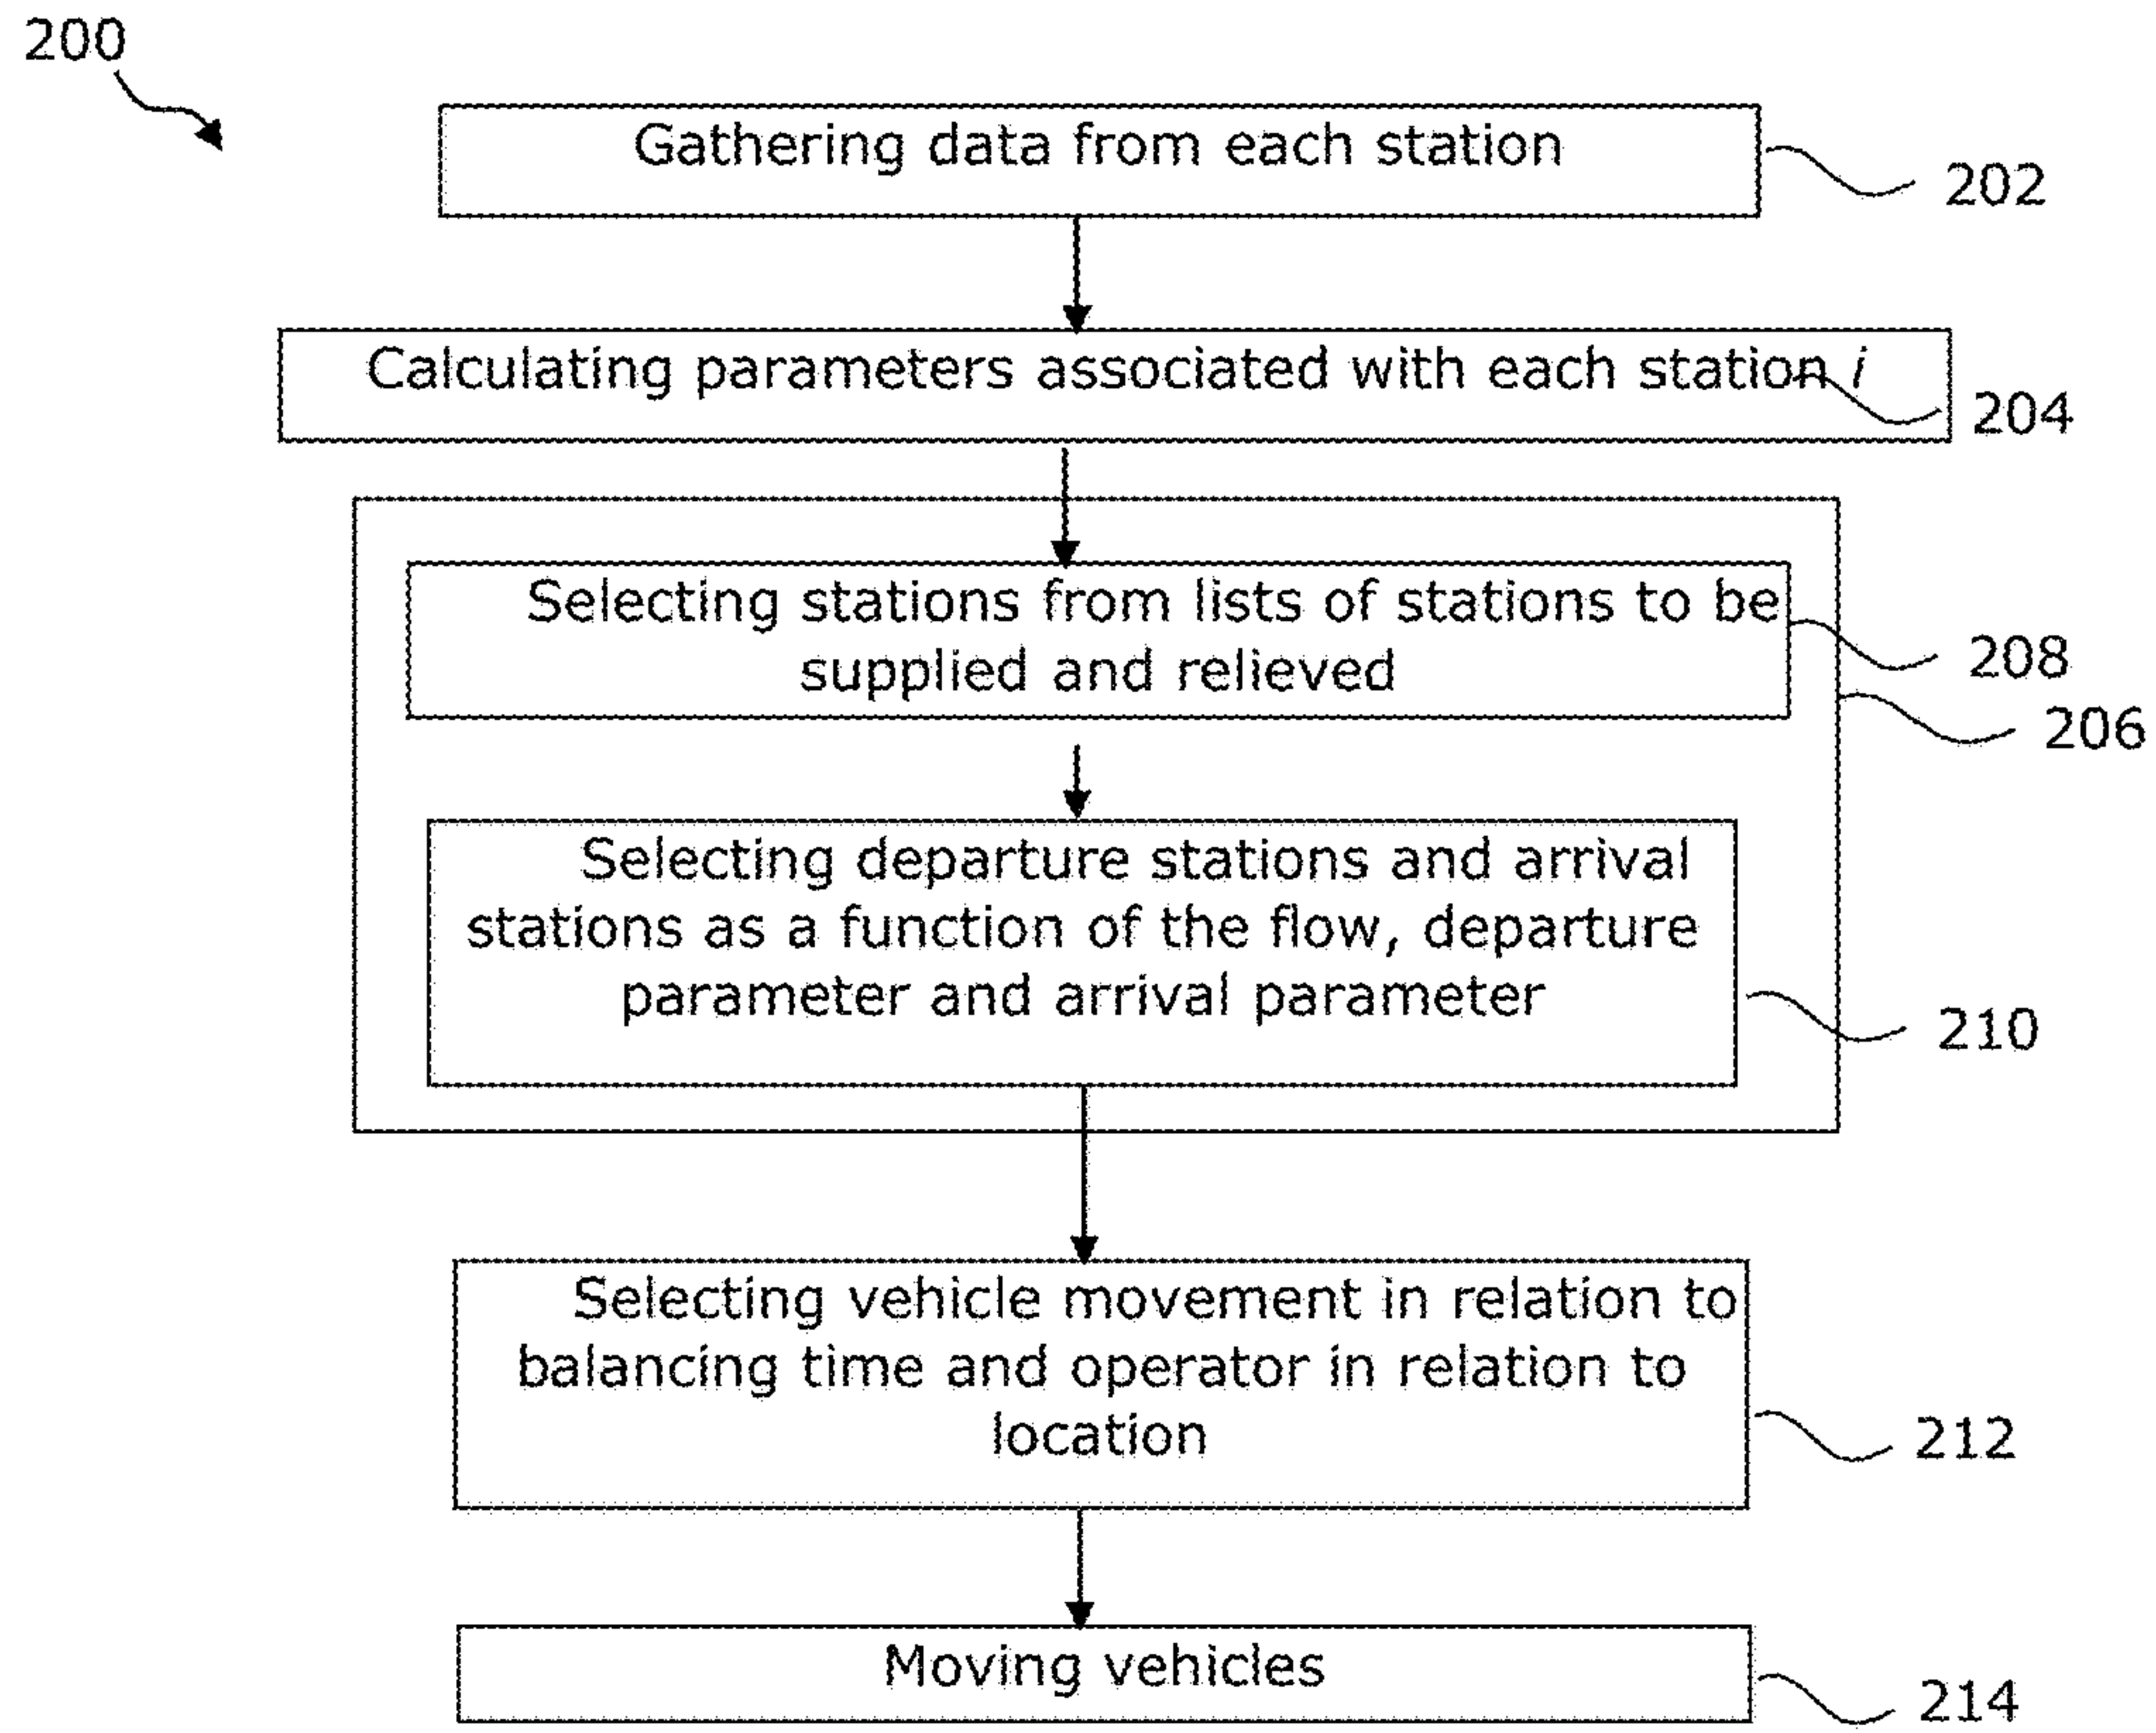 200
Gathering data from each station
202
Calculating parameters associated with each station i
204
Selecting stations from lists of stations to be
supplied and relieved
208
206
Selecting departure stations and arrival
stations as a function of the flow, departure
parameter and arrival parameter
210
Selecting vehicle movement in relation to
balancing time and operator in relation to
location
212
Moving vehicles
214